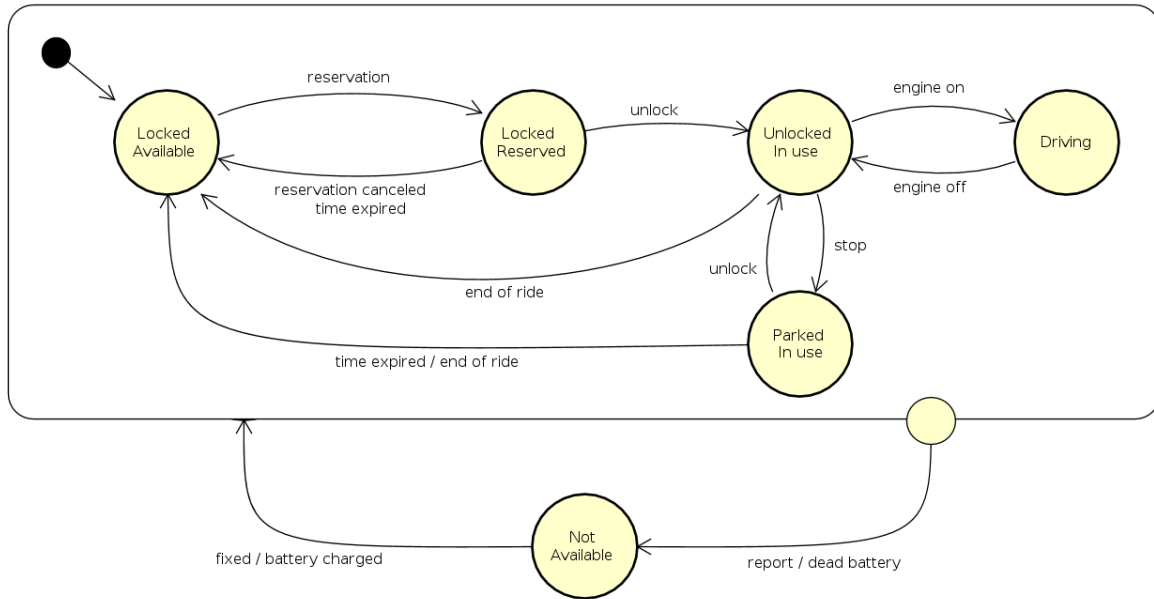 reservation
engine on
unlock
Locked
Available
Locked
Reserved
Unlocked
In use
Driving
reservation canceled
time expired
engine off
stop
unlock
end of ride
Parked
In use
time expired / end of ride
Not
Available
fixed / battery charged
report / dead battery